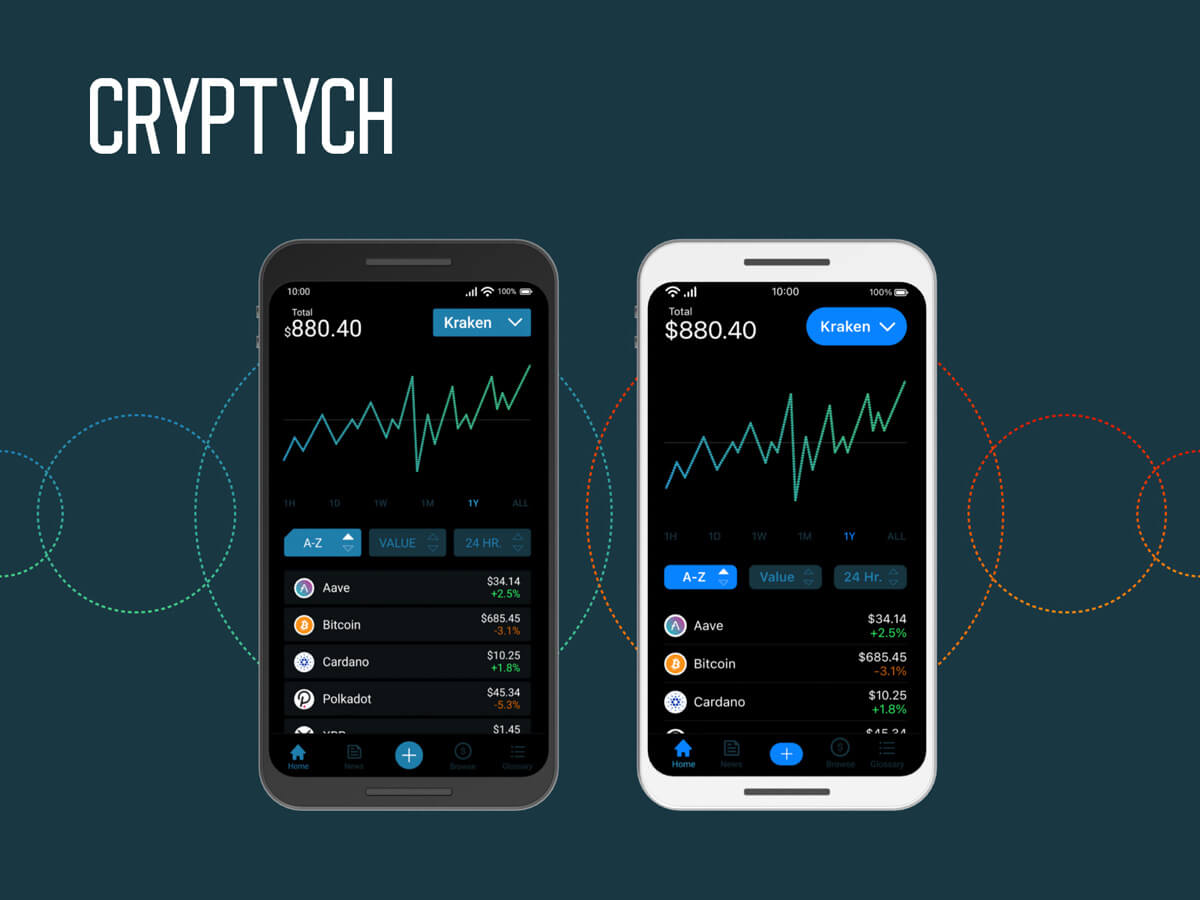 CRYPTYCH
10:00 100%
Total
$880.40
Kraken
1H 1D 1W 1M 1Y ALL
A-Z VALUE 24 HR.
Aave $34.14
+2.5%
Bitcoin $685.45
-3.1%
Cardano $10.25
+1.8%
Polkadot $45.34
-5.3%
XRP $1.45
Home News Browse Glossary
10:00 100%
Total
$880.40
Kraken
1H 1D 1W 1M 1Y ALL
A-Z Value 24 Hr.
Aave $34.14
+2.5%
Bitcoin $685.45
-3.1%
Cardano $10.25
+1.8%
$45.34
Home News Browse Glossary